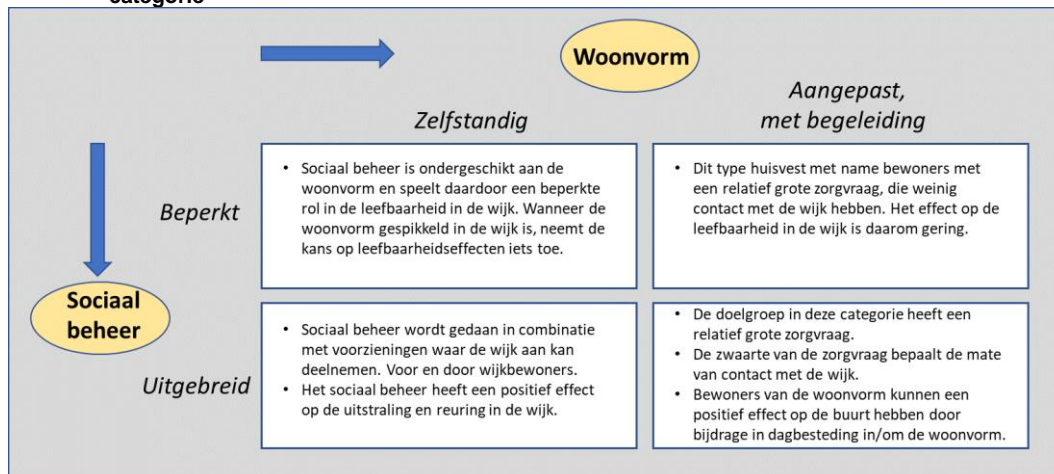 categorie
Woonvorm
Zelfstandig
Aangepast,
met begeleiding
Beperkt
• Sociaal beheer is ondergeschikt aan de
woonvorm en speelt daardoor een beperkte
rol in de leefbaarheid in de wijk. Wanneer de
woonvorm gespikkeld in de wijk is, neemt de
kans op leefbaarheidseffecten iets toe.
• Dit type huisvest met name bewoners met
een relatief grote zorgvraag, die weinig
contact met de wijk hebben. Het effect op de
leefbaarheid in de wijk is daarom gering.
Sociaal
beheer
Uitgebreid
• Sociaal beheer wordt gedaan in combinatie
met voorzieningen waar de wijk aan kan
deelnemen. Voor en door wijkbewoners.
• Het sociaal beheer heeft een positief effect
op de uitstraling en reuring in de wijk.
• De doelgroep in deze categorie heeft een
relatief grote zorgvraag.
• De zwaarte van de zorgvraag bepaalt de mate
van contact met de wijk.
• Bewoners van de woonvorm kunnen een
positief effect op de buurt hebben door
bijdrage in dagbesteding in/om de woonvorm.